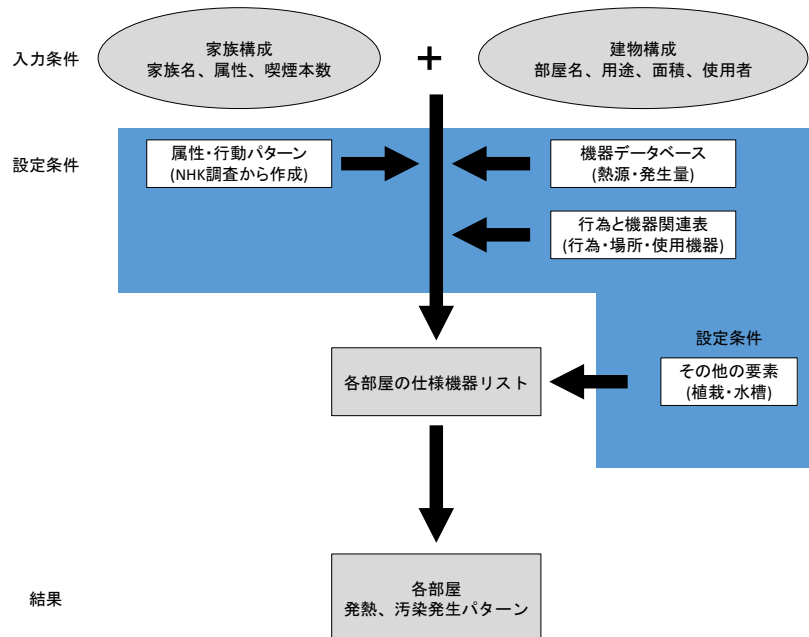 入力条件
家族構成
家族名、属性、喫煙本数
+
建物構成
部屋名、用途、面積、使用者
設定条件
属性・行動パターン
(NHK調査から作成)
機器データベース
(熱源・発生量)
行為と機器関連表
(行為・場所・使用機器)
設定条件
その他の要素
(植栽・水槽)
各部屋の仕様機器リスト
結果
各部屋
発熱、汚染発生パターン